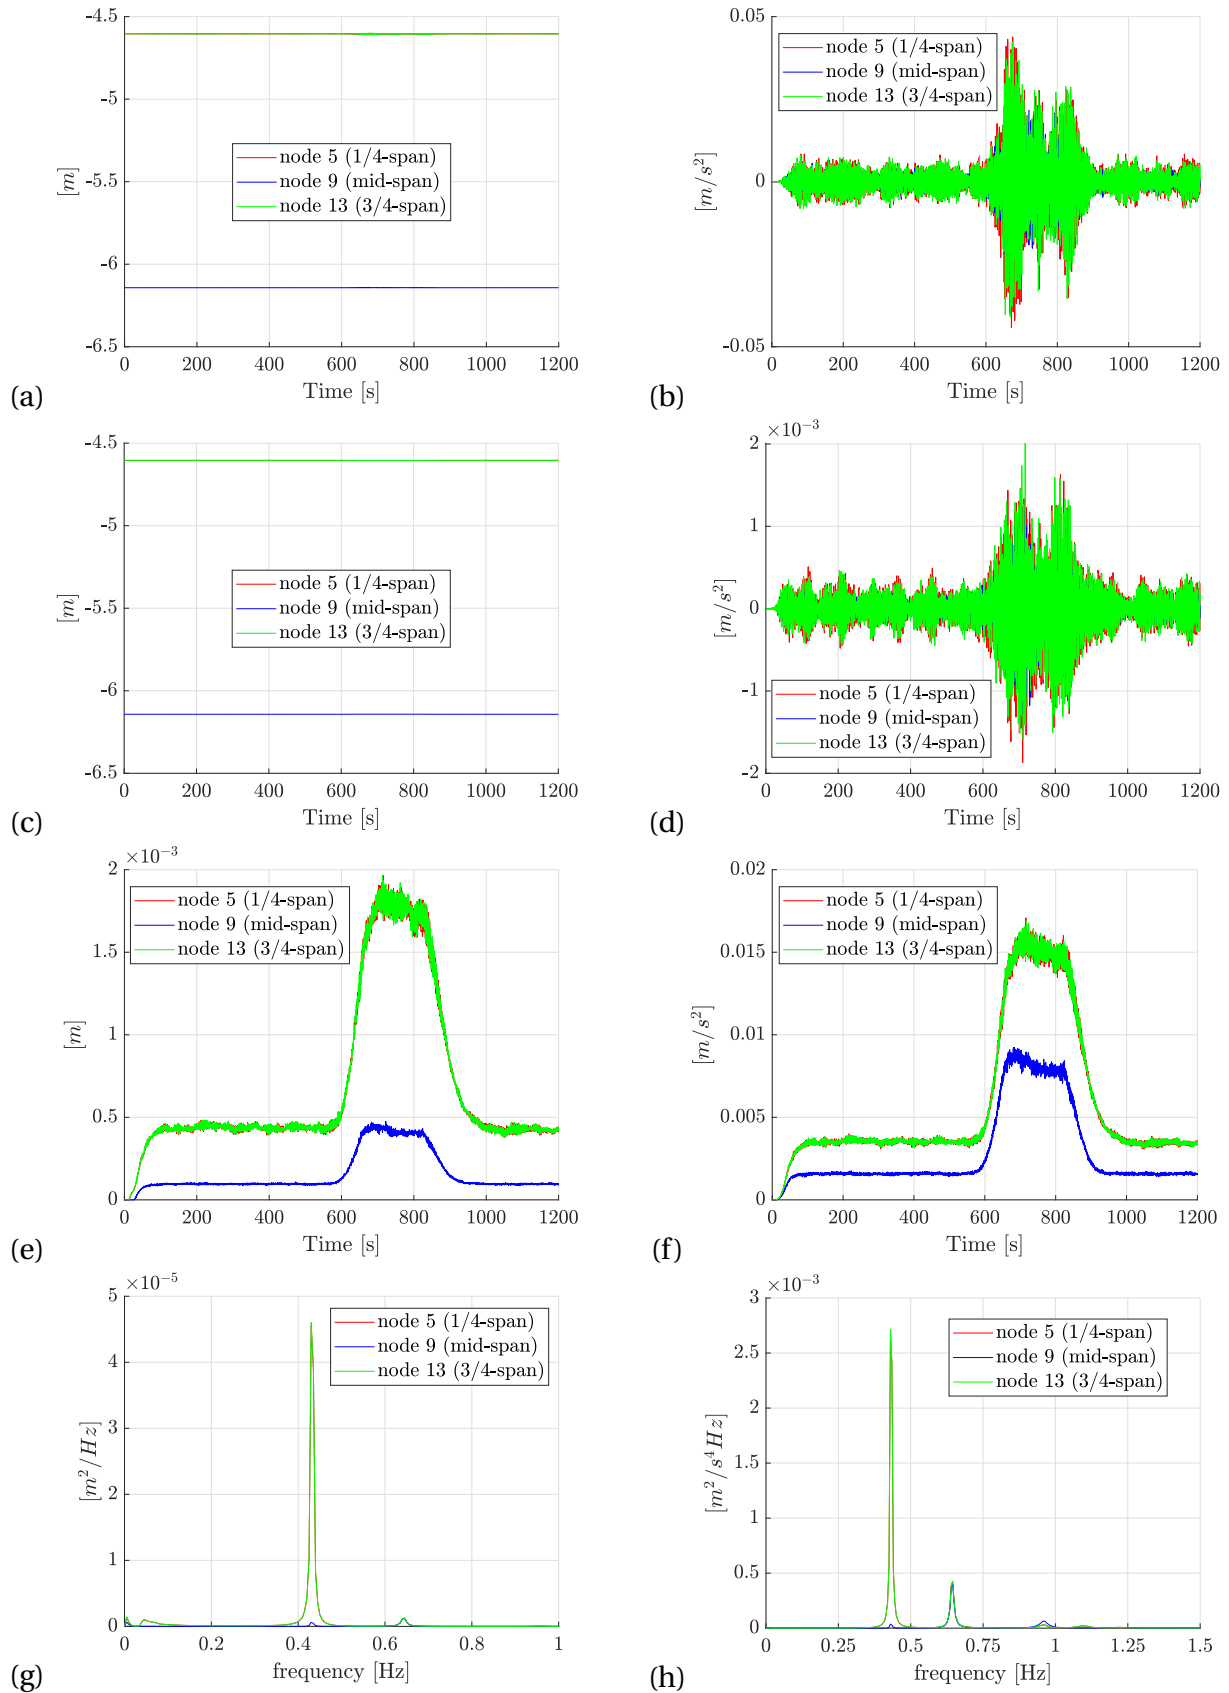 -4.5
-5
-5.5
-6
-6.5
[m]
node 5 (1/4-span)
node 9 (mid-span)
node 13 (3/4-span)
0 200 400 600 800 1000 1200
Time [s]
(a)
0.05
0
-0.05
[m/s²]
node 5 (1/4-span)
node 9 (mid-span)
node 13 (3/4-span)
0 200 400 600 800 1000 1200
Time [s]
(b)
-4.5
-5
-5.5
-6
-6.5
[m]
node 5 (1/4-span)
node 9 (mid-span)
node 13 (3/4-span)
0 200 400 600 800 1000 1200
Time [s]
(c)
×10⁻³
2
1
0
-1
-2
[m/s²]
node 5 (1/4-span)
node 9 (mid-span)
node 13 (3/4-span)
0 200 400 600 800 1000 1200
Time [s]
(d)
×10⁻³
2
1.5
1
0.5
0
[m]
node 5 (1/4-span)
node 9 (mid-span)
node 13 (3/4-span)
0 200 400 600 800 1000 1200
Time [s]
(e)
0.02
0.015
0.01
0.005
0
[m/s²]
node 5 (1/4-span)
node 9 (mid-span)
node 13 (3/4-span)
0 200 400 600 800 1000 1200
Time [s]
(f)
×10⁻⁵
5
4
3
2
1
0
[m²/Hz]
node 5 (1/4-span)
node 9 (mid-span)
node 13 (3/4-span)
0 0.2 0.4 0.6 0.8 1
frequency [Hz]
(g)
×10⁻³
3
2.5
2
1.5
1
0.5
0
[m²/s⁴Hz]
node 5 (1/4-span)
node 9 (mid-span)
node 13 (3/4-span)
0 0.25 0.5 0.75 1 1.25 1.5
frequency [Hz]
(h)